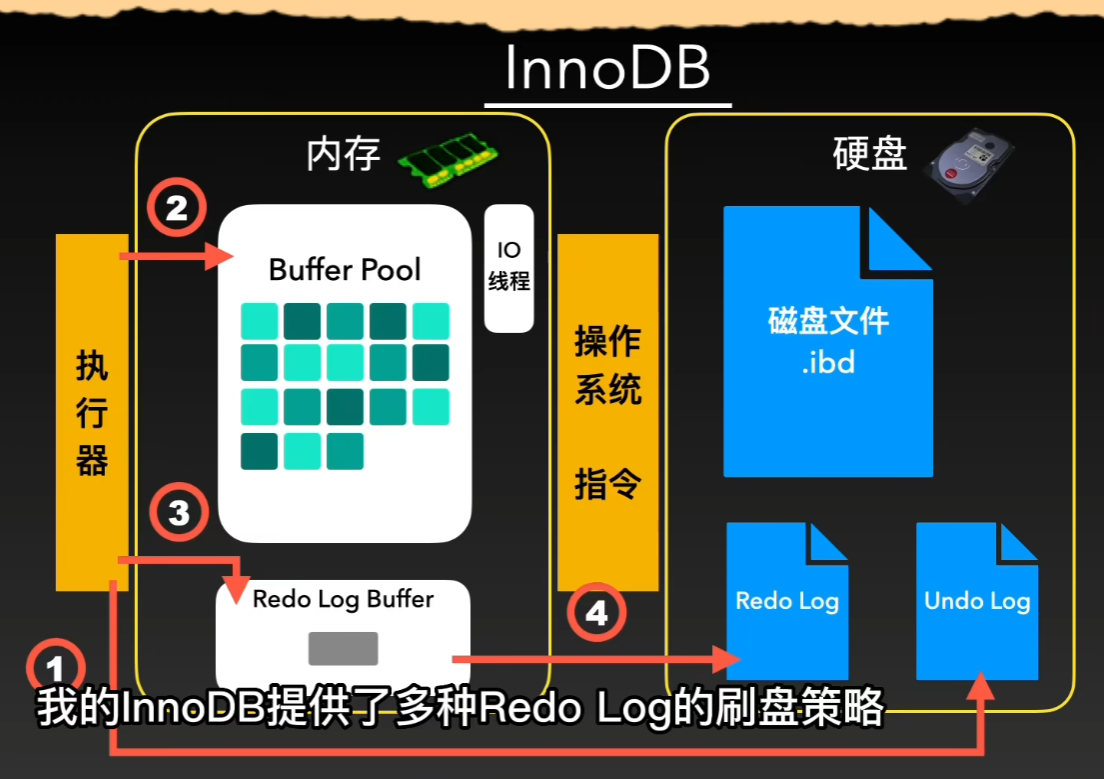 InnoDB
内存
硬盘
②
执
行
器
Buffer Pool
IO
线程
操作
系统
指令
磁盘文件
.ibd
③
Redo Log Buffer
④
Redo Log
Undo Log
①
我的InnoDB提供了多种Redo Log的刷盘策略